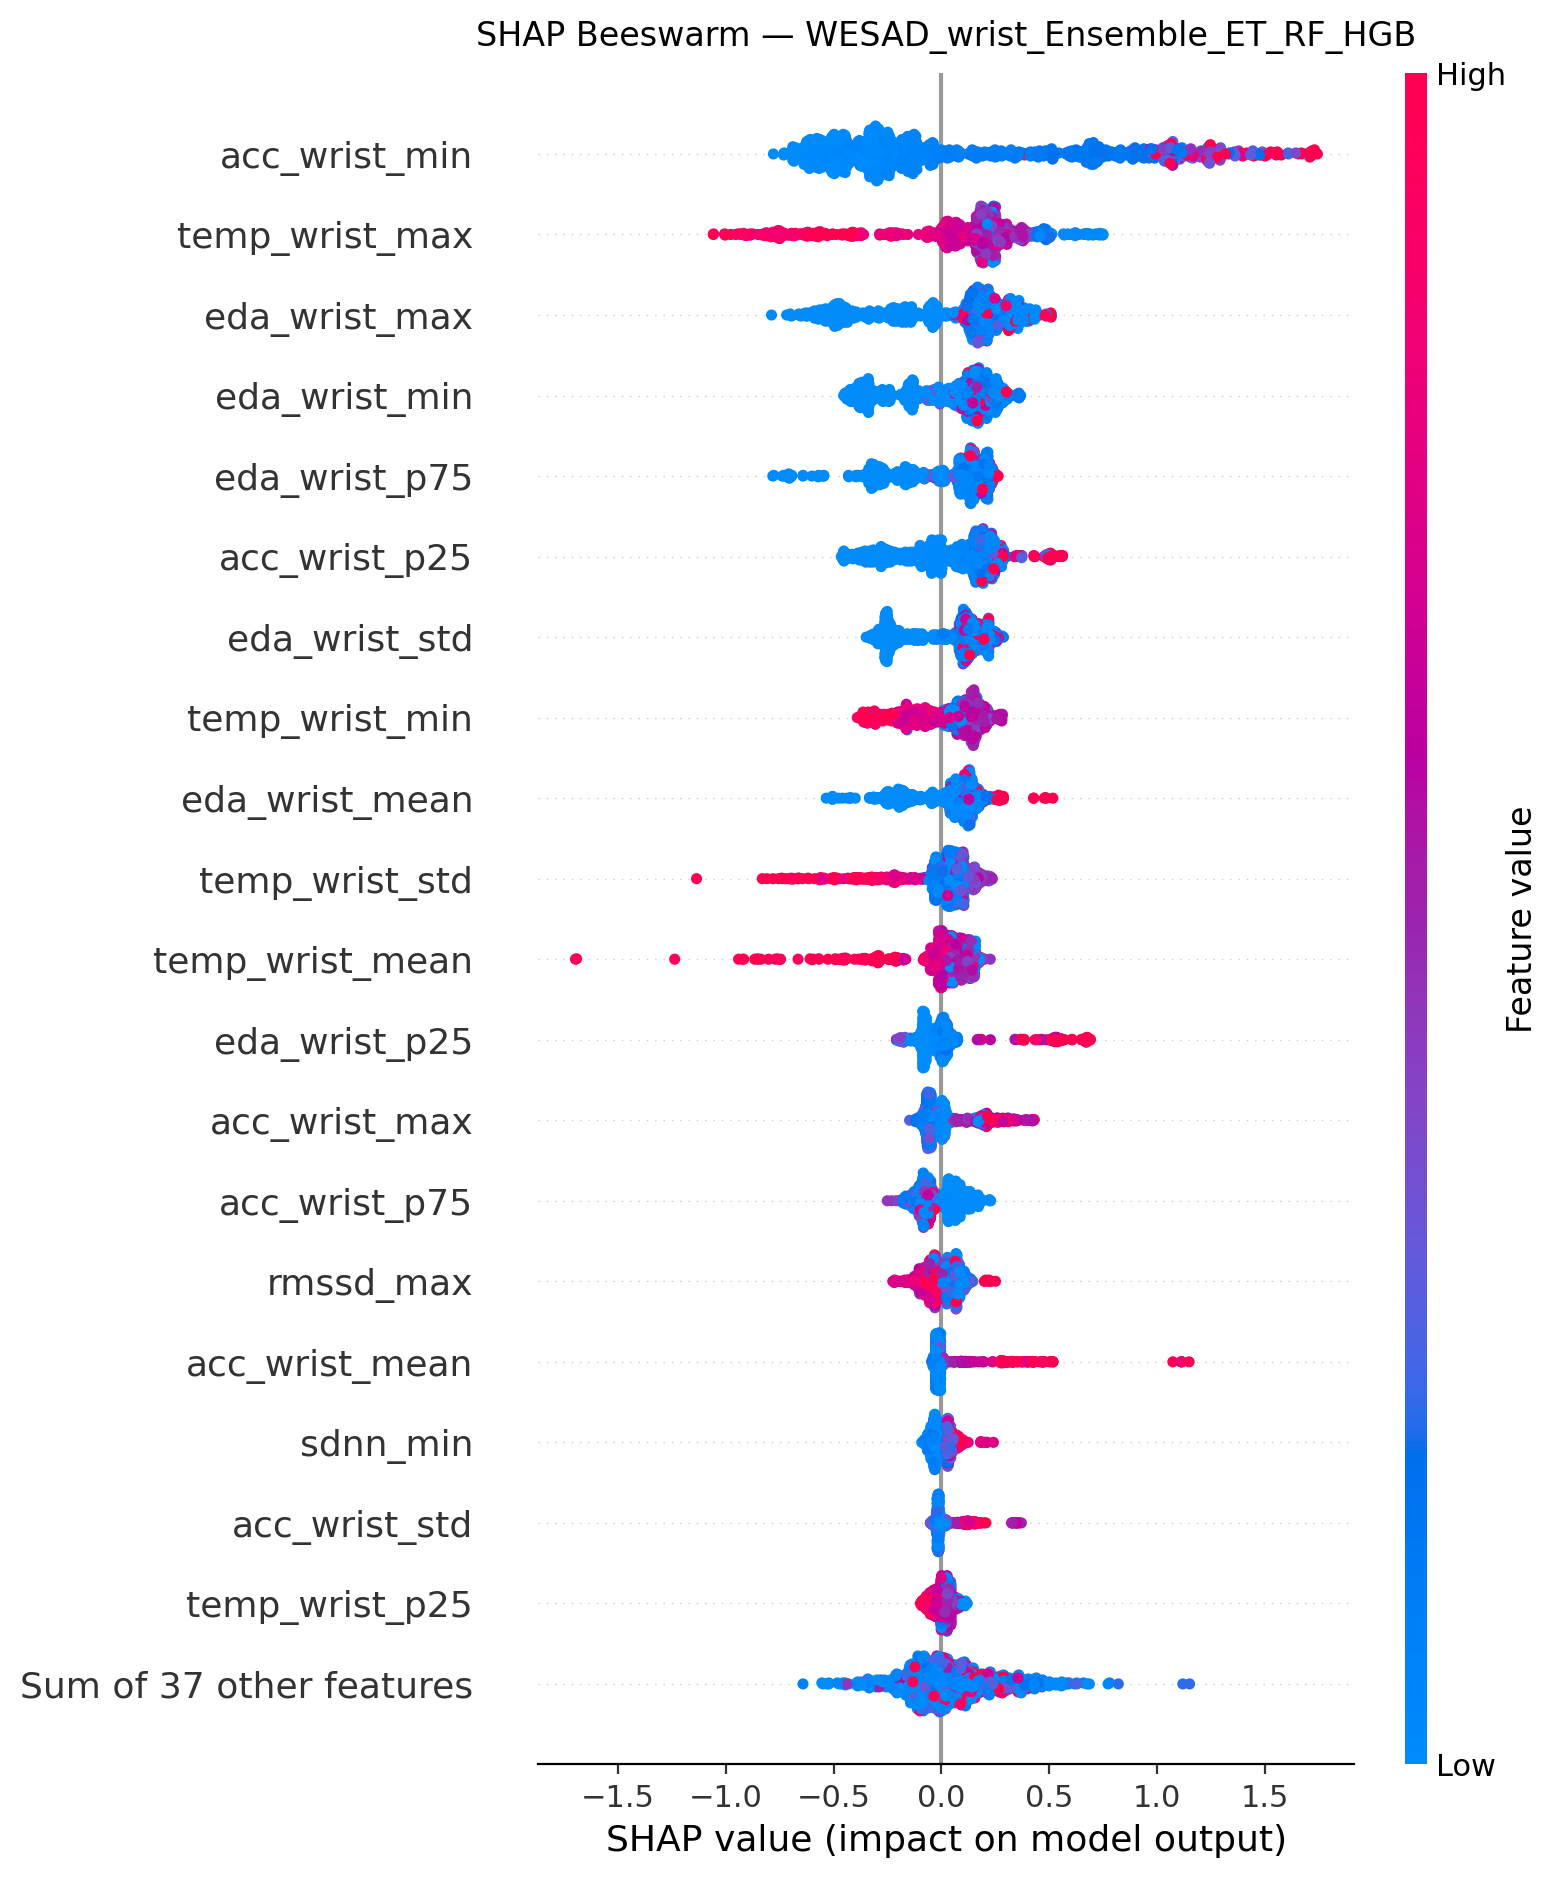 SHAP Beeswarm — WESAD_wrist_Ensemble_ET_RF_HGB
High
acc_wrist_min
temp_wrist_max
eda_wrist_max
eda_wrist_min
eda_wrist_p75
acc_wrist_p25
eda_wrist_std
temp_wrist_min
eda_wrist_mean
temp_wrist_std
temp_wrist_mean
eda_wrist_p25
acc_wrist_max
acc_wrist_p75
rmssd_max
acc_wrist_mean
sdnn_min
acc_wrist_std
temp_wrist_p25
Sum of 37 other features
Feature value
Low
−1.5 −1.0 −0.5 0.0 0.5 1.0 1.5
SHAP value (impact on model output)